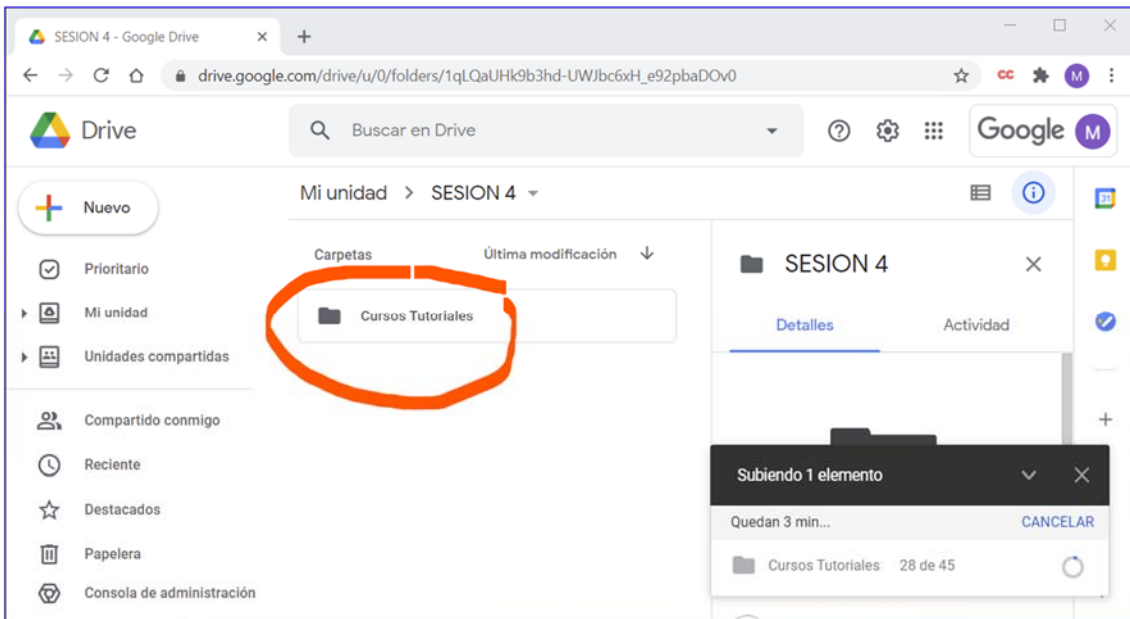 SESION 4 - Google Drive
drive.google.com/drive/u/0/folders/1qLQaUHk9b3hd-UWJbc6xH_e92pbaDOv0
CC
M
Drive
Buscar en Drive
Google
M
Nuevo
Mi unidad > SESION 4
31
Carpetas
Última modificación
SESION 4
Prioritario
Cursos Tutoriales
Mi unidad
Detalles
Actividad
Unidades compartidas
Compartido conmigo
Reciente
Subiendo 1 elemento
Destacados
Quedan 3 min...
CANCELAR
Papelera
Cursos Tutoriales 28 de 45
Consola de administración